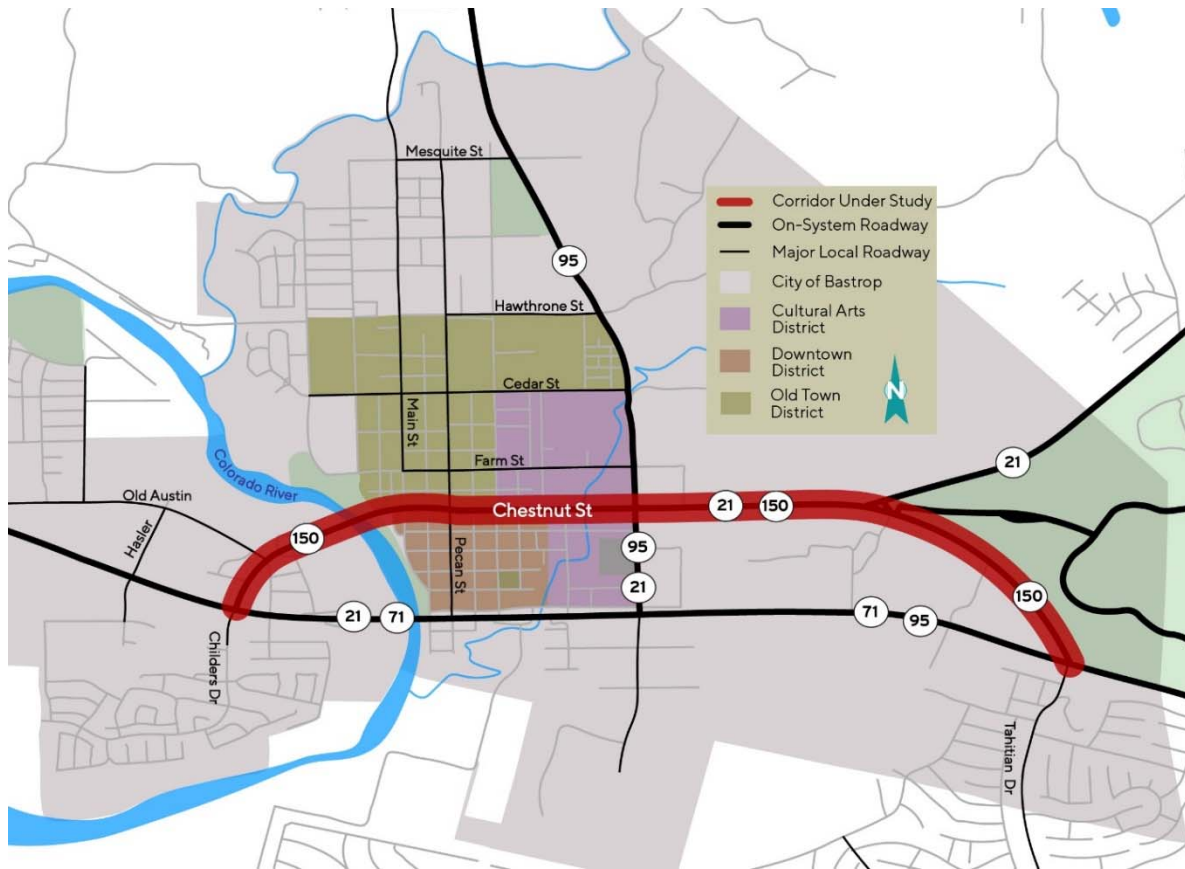 Mesquite St
95
Hawthrone St
Cedar St
Main St
Farm St
Colorado River
Old Austin
Hasler
150
Chestnut St
21
150
21
Pecan St
95
21
150
21
71
71
95
Childers Dr
Tahitian Dr
Corridor Under Study
On-System Roadway
Major Local Roadway
City of Bastrop
Cultural Arts
District
Downtown
District
Old Town
District
N